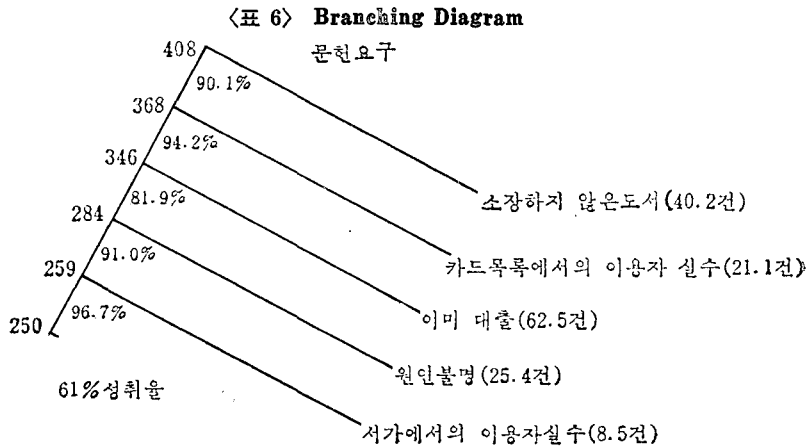 〈표 6〉 Branching Diagram
408
문헌요구
90.1%
368
94.2%
346
소장하지 않은도서(40.2건)
81.9%
284
카드목록에서의 이용자 실수(21.1건)
91.0%
259
이미 대출(62.5건)
96.7%
250
원인불명(25.4건)
61%성취율
서가에서의 이용자실수(8.5건)